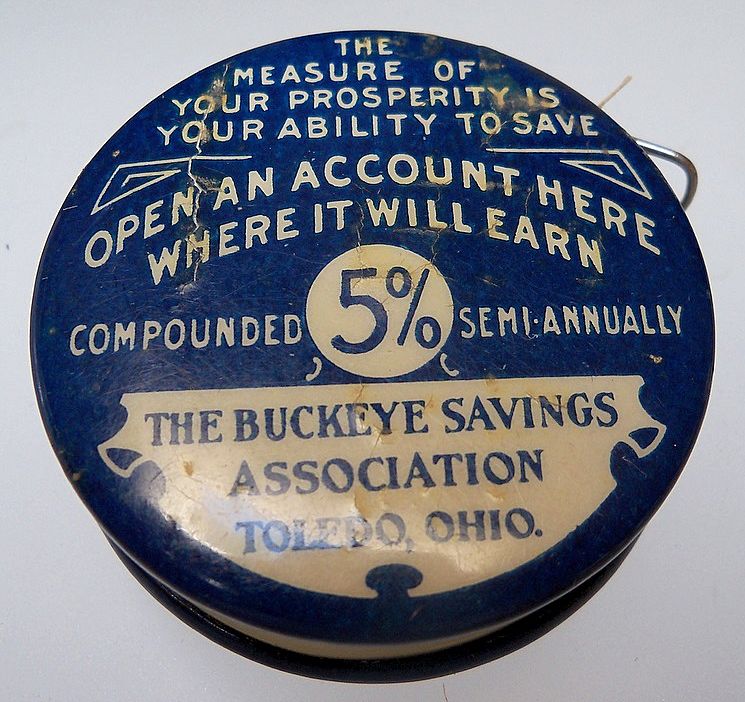 THE
MEASURE OF
YOUR PROSPERITY IS
YOUR ABILITY TO SAVE
OPEN AN ACCOUNT HERE
WHERE IT WILL EARN
COMPOUNDED 5% SEMI-ANNUALLY
THE BUCKEYE SAVINGS
ASSOCIATION
TOLEDO, OHIO.